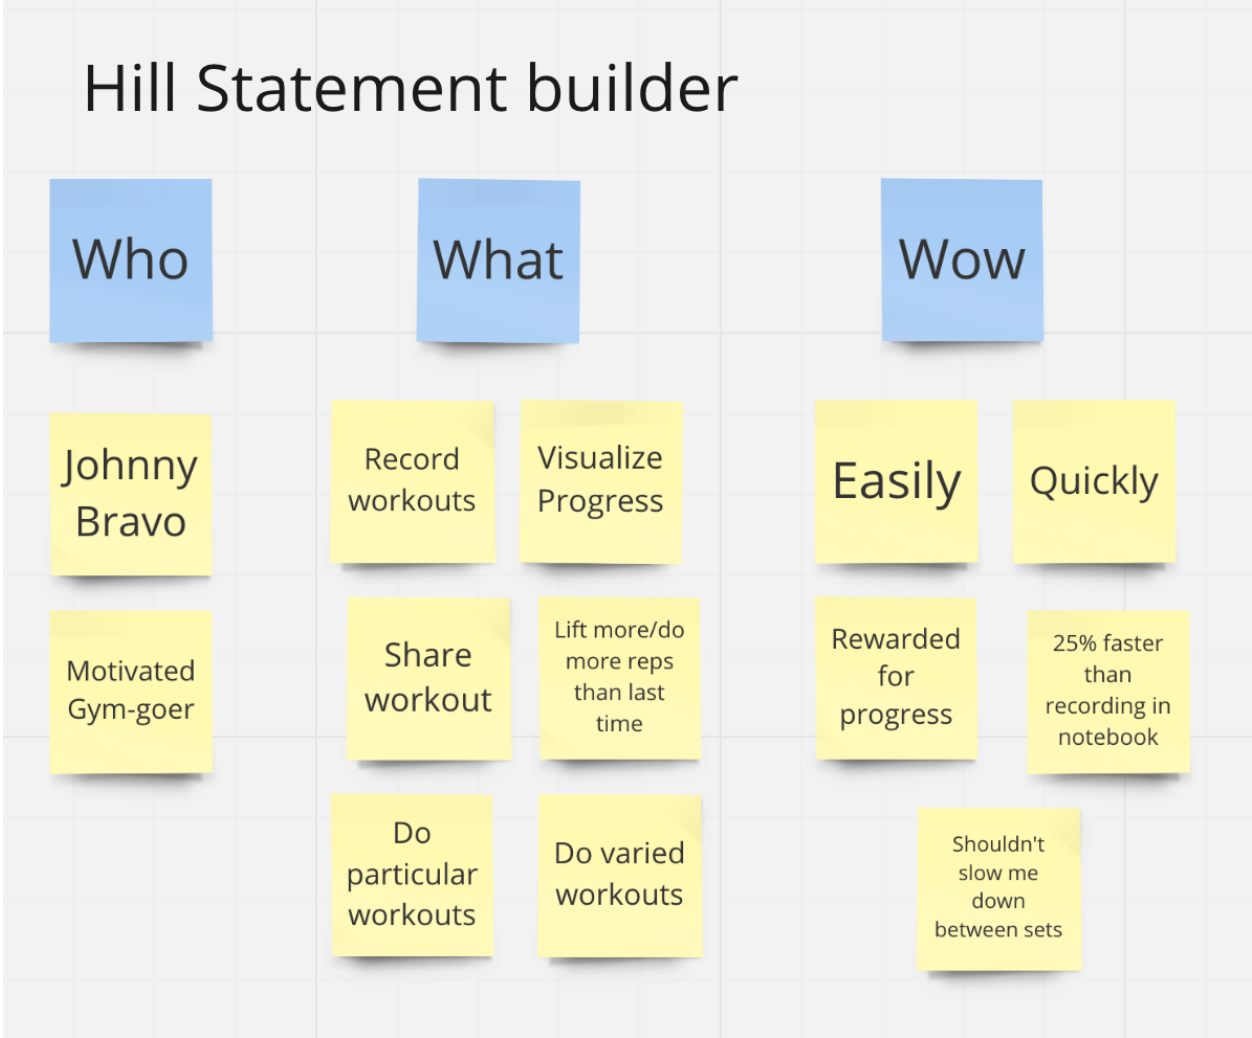 Hill Statement builder
Who
What
Wow
Johnny
Bravo
Motivated
Gym-goer
Record
workouts
Visualize
Progress
Share
workout
Lift more/do
more reps
than last
time
Do
particular
workouts
Do varied
workouts
Easily
Quickly
Rewarded
for
progress
25% faster
than
recording in
notebook
Shouldn't
slow me
down
between sets